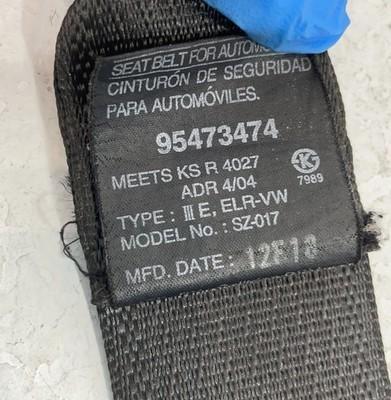 SEAT BELT FOR
CINTURÓN DE SEGURIDAD
PARA AUTOMÓVILES.
95473474
MEETS KS R 4027
ADR 4/04
K
7989
TYPE : Ⅲ E, ELR-VW
MODEL No. : SZ-017
MFD. DATE :